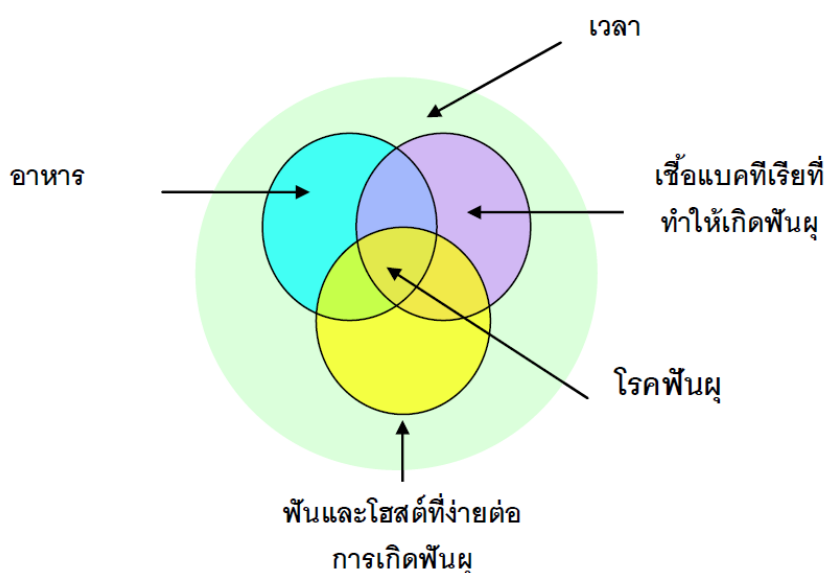 เวลา
อาหาร
เชื้อแบคทีเรียที่
ทำให้เกิดฟันผุ
โรคฟันผุ
ฟันและโฮสต์ที่ง่ายต่อ
การเกิดฟันผุ